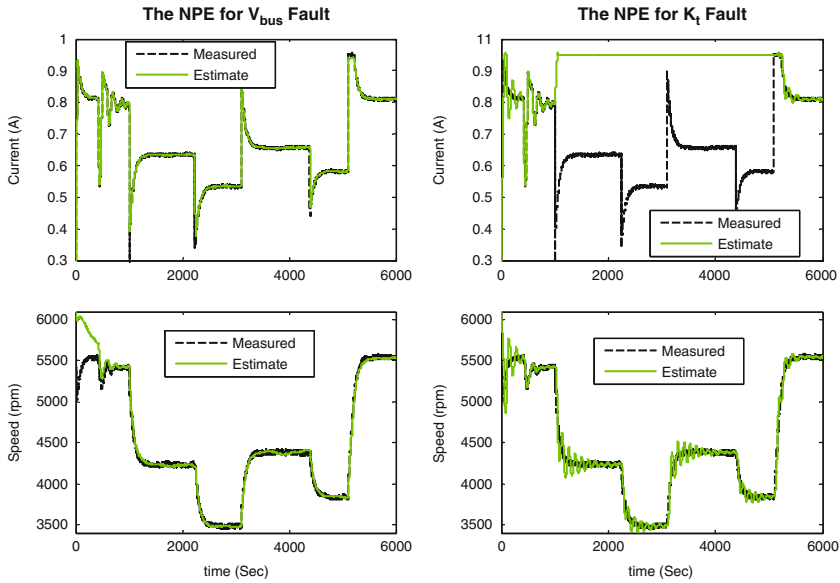 The NPE for V_bus Fault
The NPE for K_t Fault
1
0.9
0.8
0.7
0.6
0.5
0.4
0.3
Current (A)
0
2000
4000
6000
Measured
Estimate
1
0.9
0.8
0.7
0.6
0.5
0.4
0.3
Current (A)
0
2000
4000
6000
Measured
Estimate
6000
5500
5000
4500
4000
3500
Speed (rpm)
0
2000
4000
6000
time (Sec)
Measured
Estimate
6000
5500
5000
4500
4000
3500
Speed (rpm)
0
2000
4000
6000
time (Sec)
Measured
Estimate